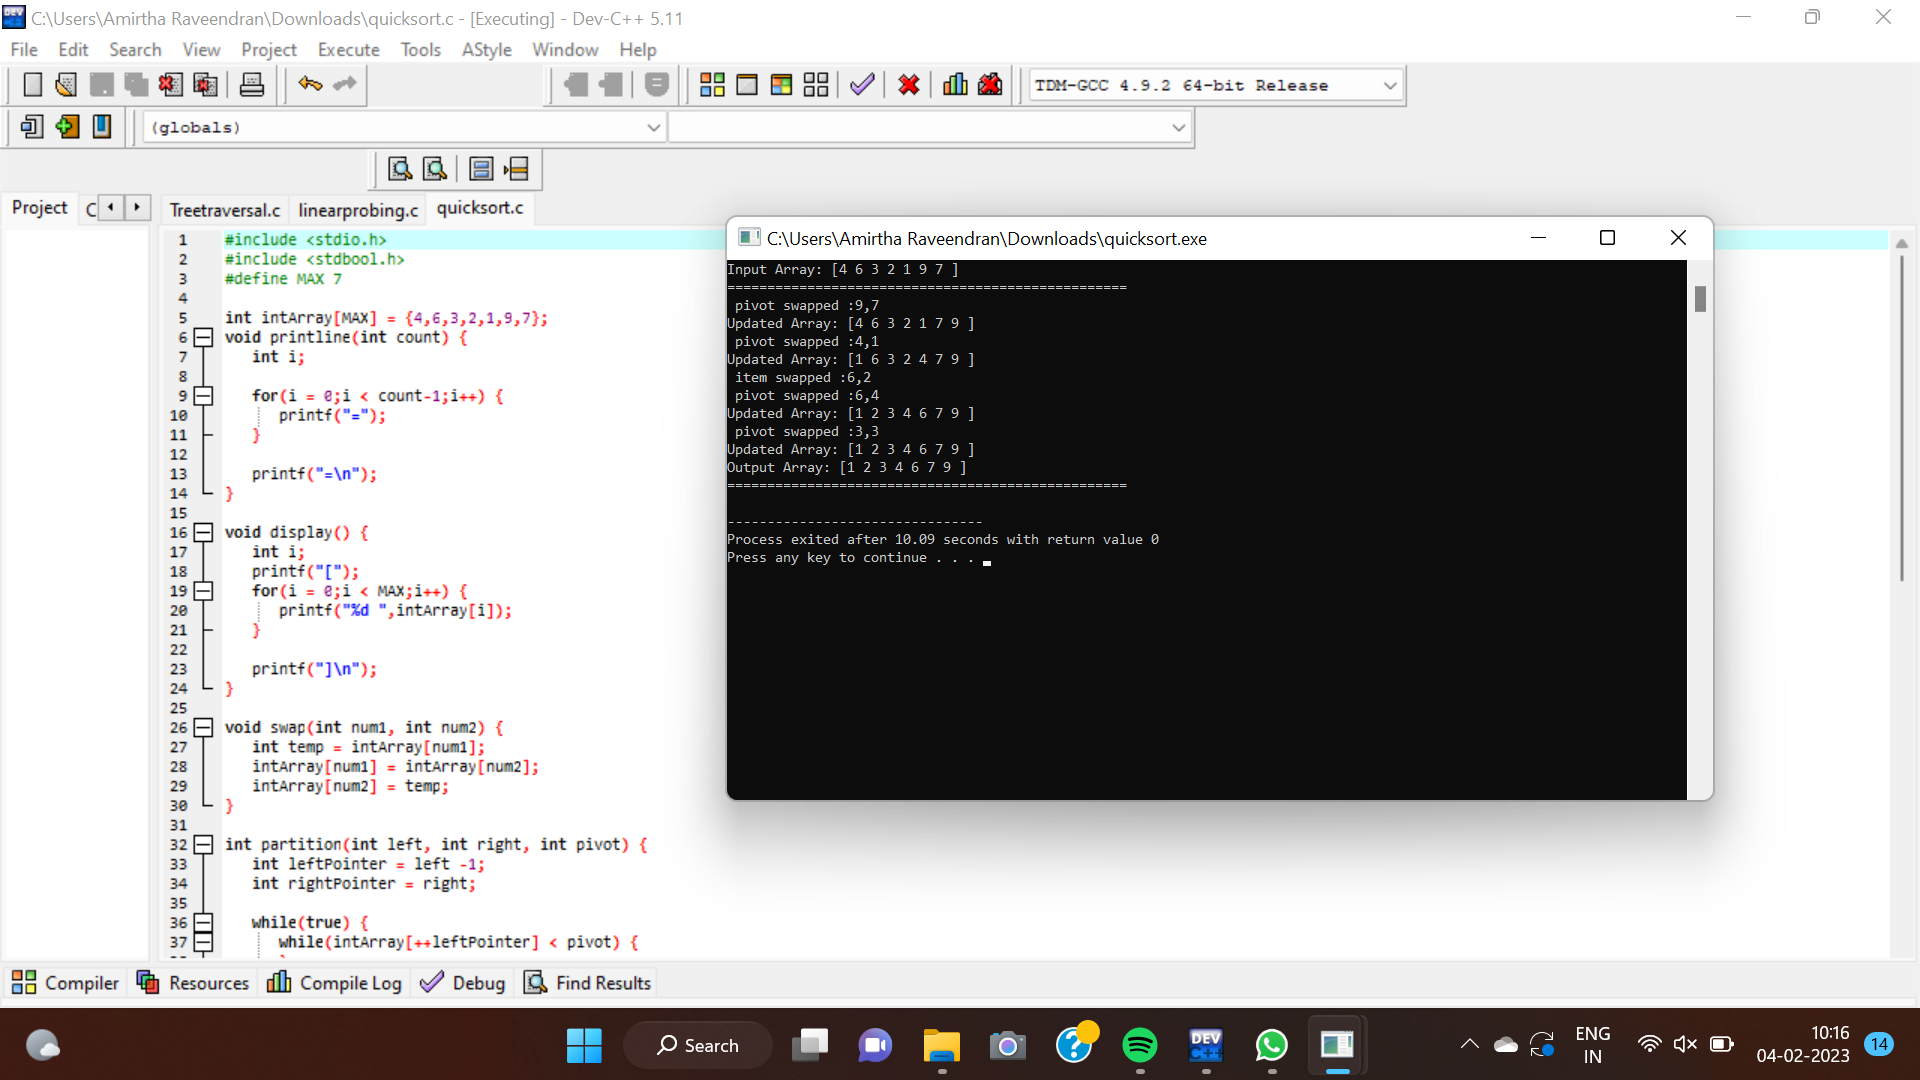 C:\Users\Amirtha Raveendran\Downloads\quicksort.c - [Executing] - Dev-C++ 5.11
File Edit Search View Project Execute Tools AStyle Window Help
TDM-GCC 4.9.2 64-bit Release
(globals)
Project C
Treetraversal.c linearprobing.c quicksort.c
1 #include <stdio.h>
2 #include <stdbool.h>
3 #define MAX 7
4
5 int intArray[MAX] = {4,6,3,2,1,9,7};
6 void printline(int count) {
7 int i;
8
9 for(i = 0;i < count-1;i++) {
10 printf("=");
11 }
12
13 printf("=\n");
14 }
15
16 void display() {
17 int i;
18 printf("[");
19 for(i = 0;i < MAX;i++) {
20 printf("%d ",intArray[i]);
21 }
22
23 printf("]\n");
24 }
25
26 void swap(int num1, int num2) {
27 int temp = intArray[num1];
28 intArray[num1] = intArray[num2];
29 intArray[num2] = temp;
30 }
31
32 int partition(int left, int right, int pivot) {
33 int leftPointer = left -1;
34 int rightPointer = right;
35
36 while(true) {
37 while(intArray[++leftPointer] < pivot) {
C:\Users\Amirtha Raveendran\Downloads\quicksort.exe
Input Array: [4 6 3 2 1 9 7 ]
==================================================
pivot swapped :9,7
Updated Array: [4 6 3 2 1 7 9 ]
pivot swapped :4,1
Updated Array: [1 6 3 2 4 7 9 ]
item swapped :6,2
pivot swapped :6,4
Updated Array: [1 2 3 4 6 7 9 ]
pivot swapped :3,3
Updated Array: [1 2 3 4 6 7 9 ]
Output Array: [1 2 3 4 6 7 9 ]
==================================================
--------------------------------
Process exited after 10.09 seconds with return value 0
Press any key to continue . . .
Compiler Resources Compile Log Debug Find Results
Search
DEV C++
ENG
IN
10:16
04-02-2023
14